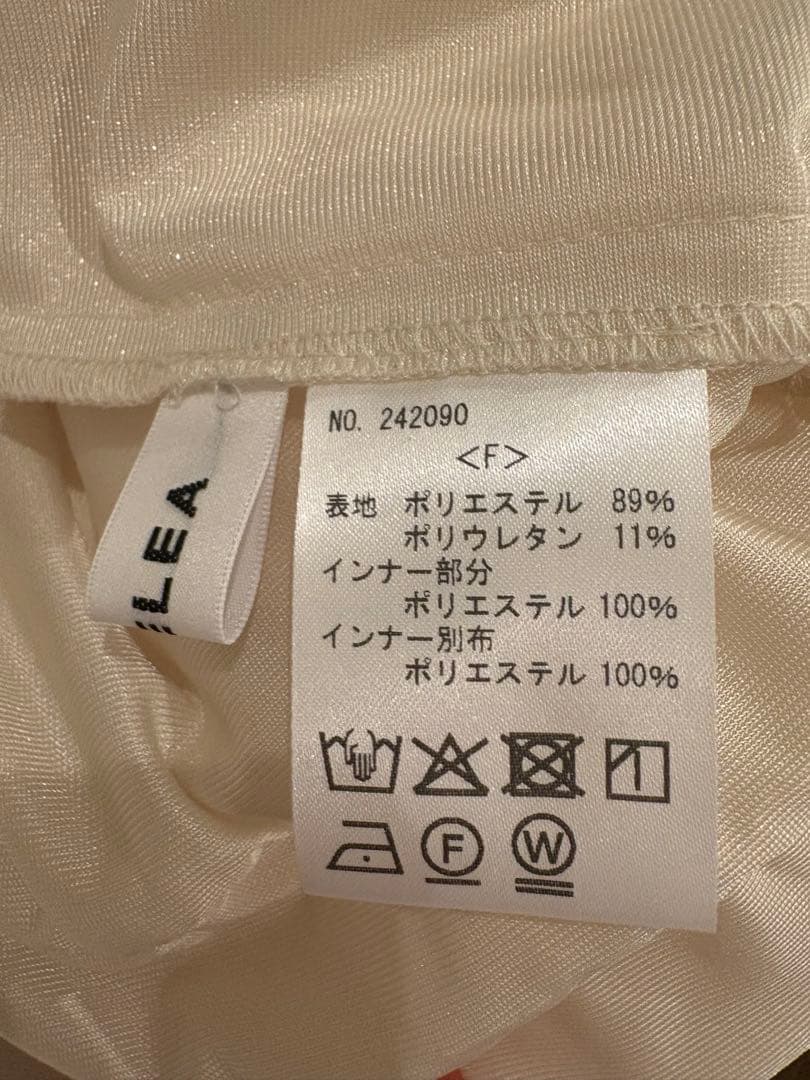 NO. 242090
<F>
表地 ポリエステル 89%
ポリウレタン 11%
インナー部分
ポリエステル 100%
インナー別布
ポリエステル 100%
F
W
LEA